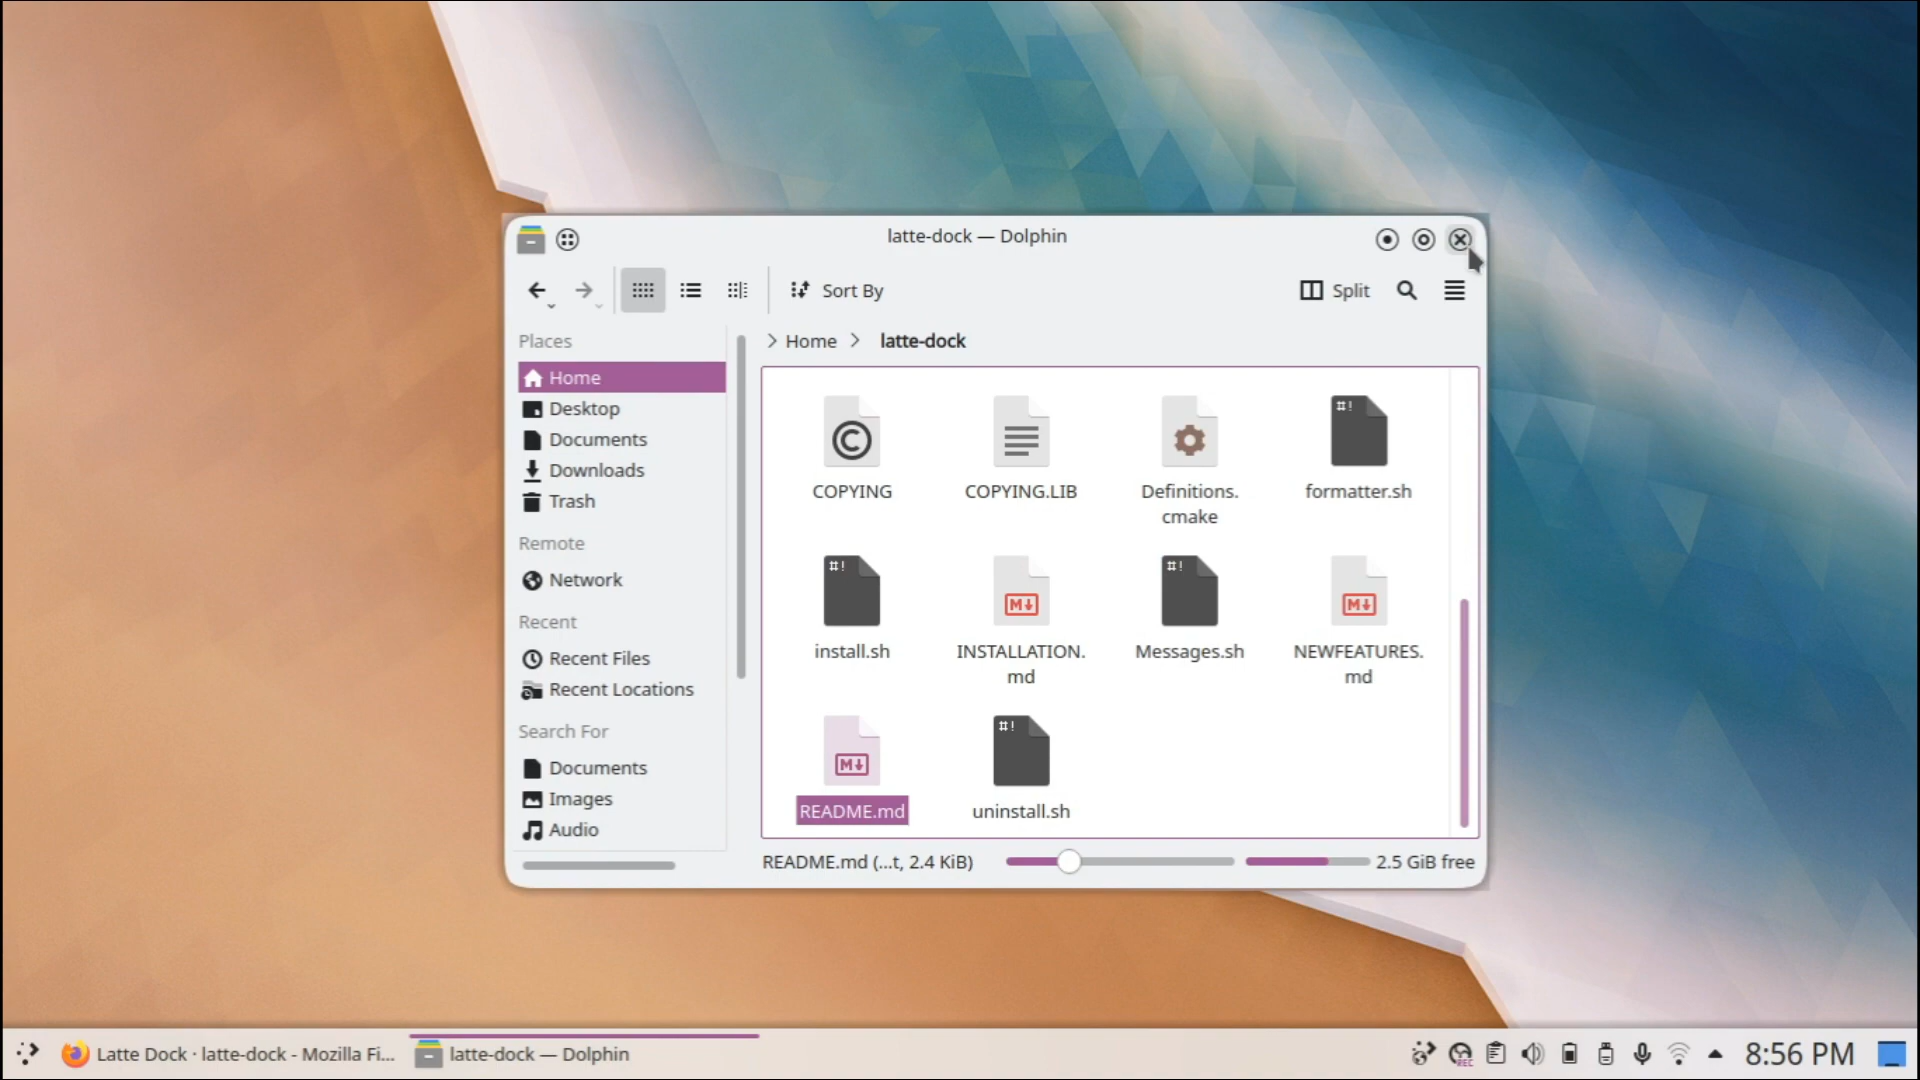 latte-dock — Dolphin
Sort By
Split
Places
Home
Desktop
Documents
Downloads
Trash
Remote
Network
Recent
Recent Files
Recent Locations
Search For
Documents
Images
Audio
Home
latte-dock
COPYING
COPYING.LIB
Definitions.
cmake
#!
formatter.sh
#!
install.sh
M
INSTALLATION.
md
#!
Messages.sh
M
NEWFEATURES.
md
M
README.md
#!
uninstall.sh
README.md (...t, 2.4 KiB)
2.5 GiB free
Latte Dock · latte-dock - Mozilla Fi...
latte-dock — Dolphin
REC
8:56 PM